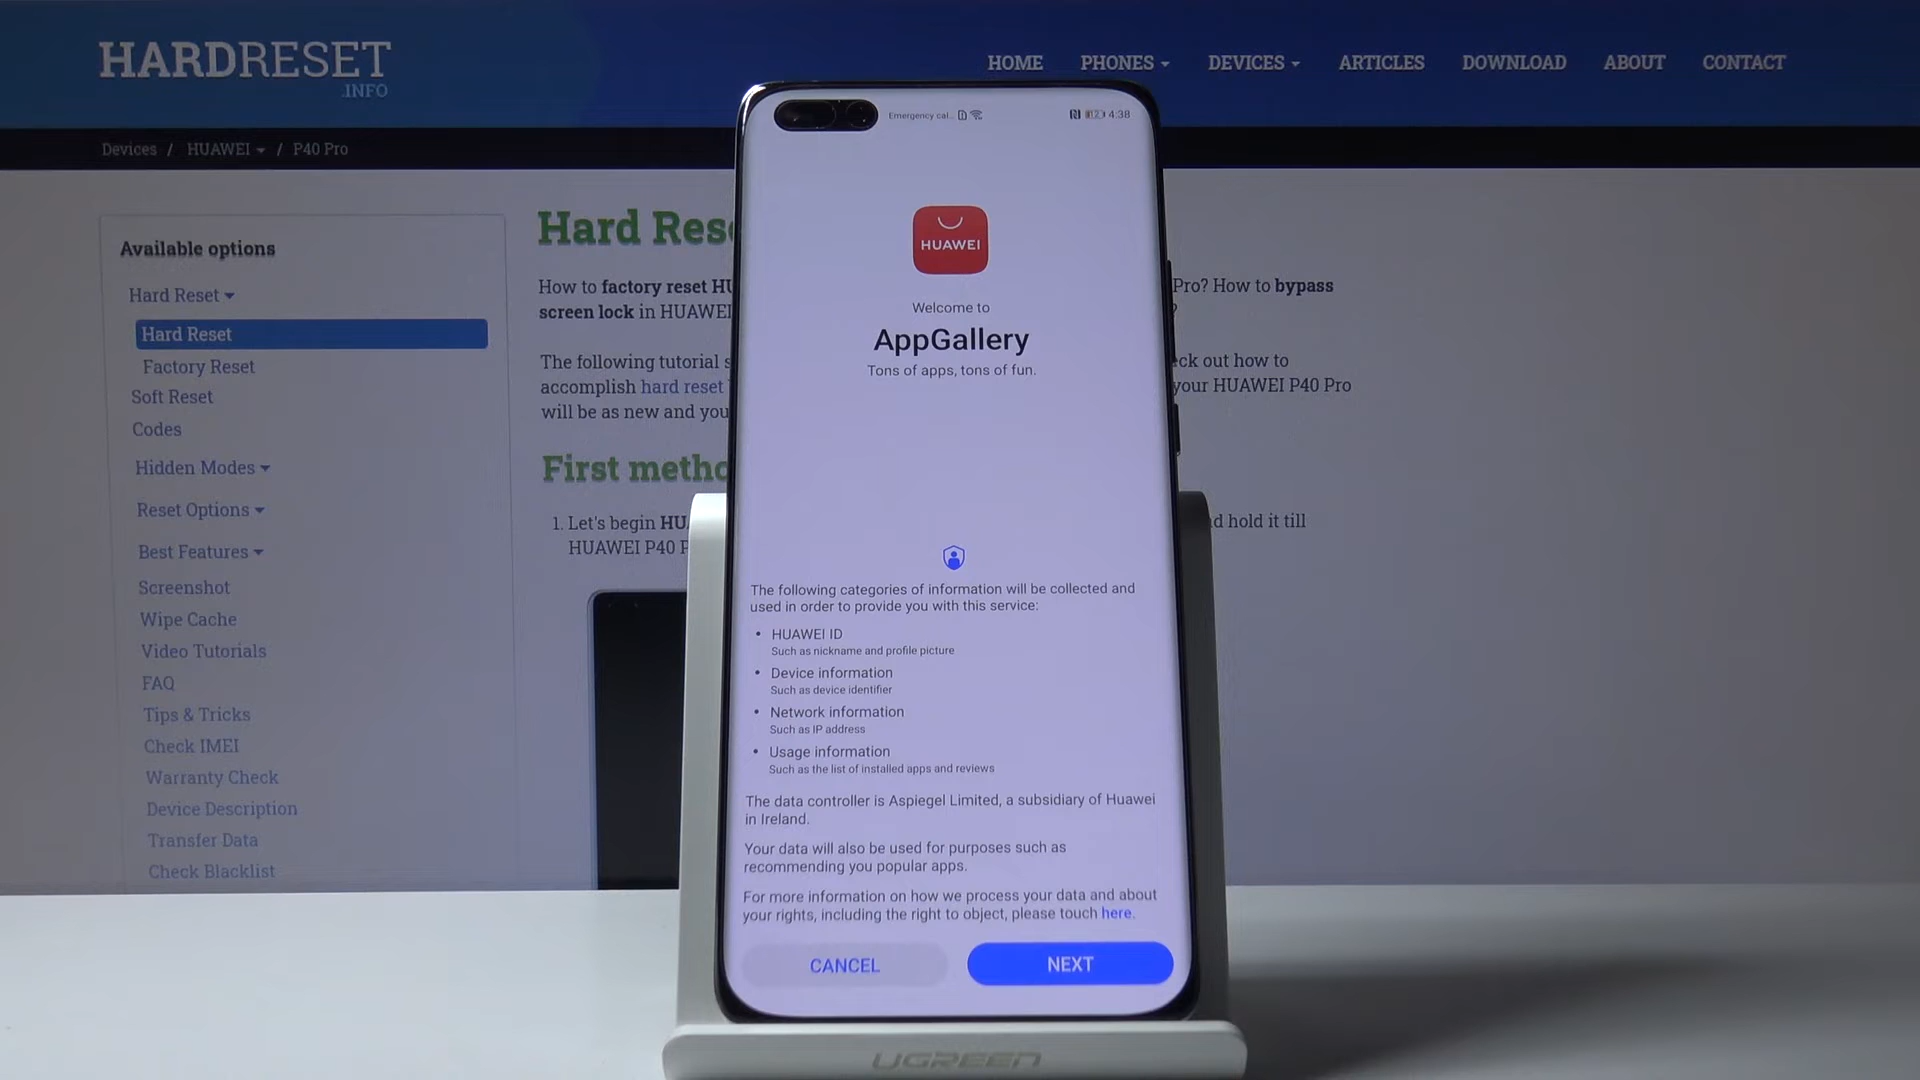 HARDRESET
.INFO
HOME PHONES DEVICES ARTICLES DOWNLOAD ABOUT CONTACT
Devices / HUAWEI / P40 Pro
Available options
Hard Reset
Hard Reset
Factory Reset
Soft Reset
Codes
Hidden Modes
Reset Options
Best Features
Screenshot
Wipe Cache
Video Tutorials
FAQ
Tips & Tricks
Check IMEI
Warranty Check
Device Description
Transfer Data
Check Blacklist
Hard Res
How to factory reset HU
Pro? How to bypass
screen lock in HUAWEI
?
The following tutorial s
eck out how to
accomplish hard reset
your HUAWEI P40 Pro
will be as new and you
First metho
1. Let's begin HU
d hold it till
HUAWEI P40 P
Emergency cal... 4:38
HUAWEI
Welcome to
AppGallery
Tons of apps, tons of fun.
The following categories of information will be collected and
used in order to provide you with this service:
• HUAWEI ID
Such as nickname and profile picture
• Device information
Such as device identifier
• Network information
Such as IP address
• Usage information
Such as the list of installed apps and reviews
The data controller is Aspiegel Limited, a subsidiary of Huawei
in Ireland.
Your data will also be used for purposes such as
recommending you popular apps.
For more information on how we process your data and about
your rights, including the right to object, please touch here.
CANCEL NEXT
UGREEN